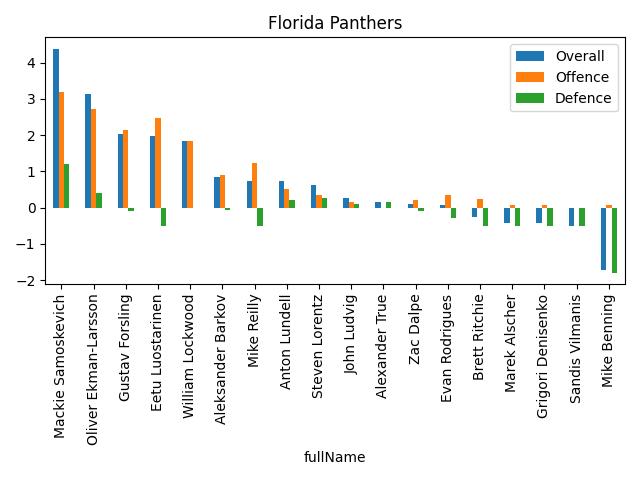 Florida Panthers
Overall
Offence
Defence
4
3
2
1
0
−1
−2
Mackie Samoskevich
Oliver Ekman-Larsson
Gustav Forsling
Eetu Luostarinen
William Lockwood
Aleksander Barkov
Mike Reilly
Anton Lundell
Steven Lorentz
John Ludvig
Alexander True
Zac Dalpe
Evan Rodrigues
Brett Ritchie
Marek Alscher
Grigori Denisenko
Sandis Vilmanis
Mike Benning
fullName